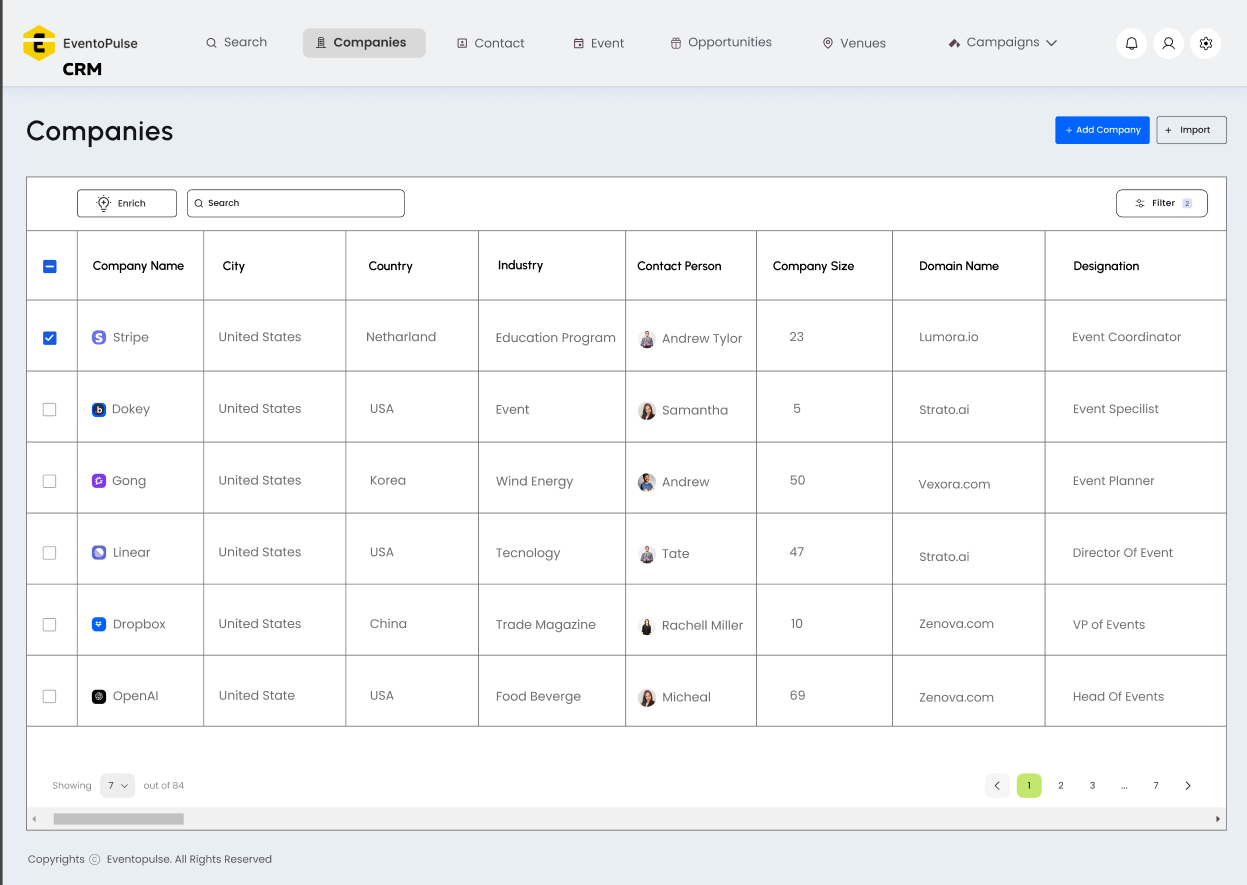 EventoPulse
CRM
Search
Companies
Contact
Event
Opportunities
Venues
Campaigns
Companies
+ Add Company
+ Import
Enrich
Search
Filter 2
Company Name City Country Industry Contact Person Company Size Domain Name Designation
Stripe United States Netharland Education Program Andrew Tylor 23 Lumora.io Event Coordinator
Dokey United States USA Event Samantha 5 Strato.ai Event Specilist
Gong United States Korea Wind Energy Andrew 50 Vexora.com Event Planner
Linear United States USA Tecnology Tate 47 Strato.ai Director Of Event
Dropbox United States China Trade Magazine Rachell Miller 10 Zenova.com VP of Events
OpenAI United State USA Food Beverge Micheal 69 Zenova.com Head Of Events
Showing 7 out of 84
1 2 3 ... 7
Copyrights © Eventopulse. All Rights Reserved